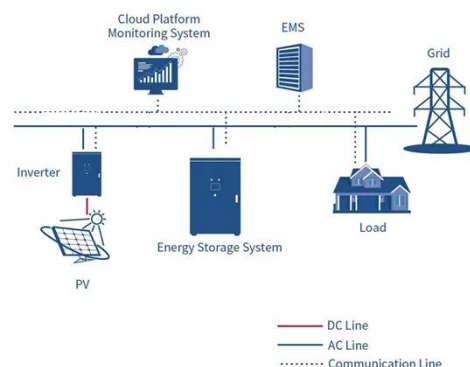 Cloud Platform
Monitoring System
EMS
Grid
Inverter
Energy Storage System
Load
PV
DC Line
AC Line
Communication Line